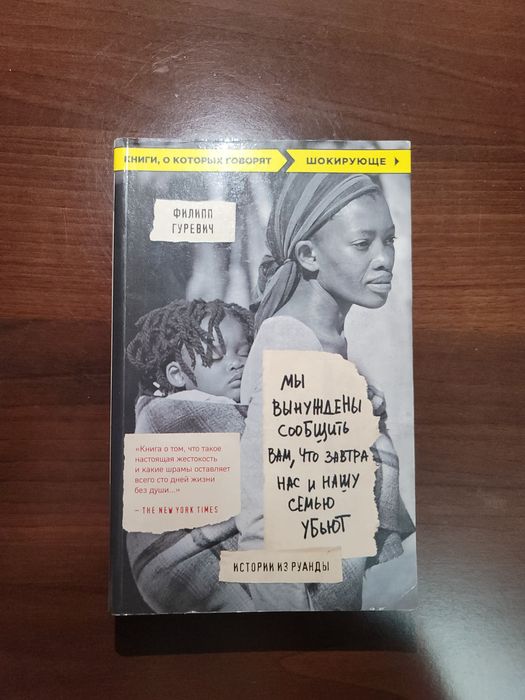 КНИГИ, О КОТОРЫХ ГОВОРЯТ
ШОКИРУЮЩЕ
ФИЛИПП
ГУРЕВИЧ
МЫ
ВЫНУЖДЕНЫ
СООБЩИТЬ
ВАМ, ЧТО ЗАВТРА
НАС И НАШУ
СЕМЬЮ
УБЬЮТ
«Книга о том, что такое
настоящая жестокость
и какие шрамы оставляет
всего сто дней жизни
без души...»
– THE NEW YORK TIMES
ИСТОРИИ ИЗ РУАНДЫ